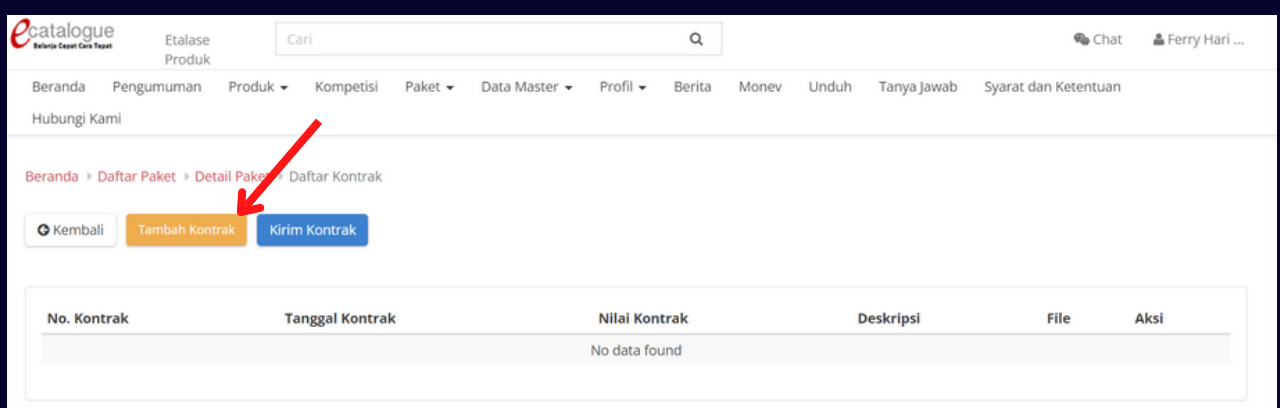 ecatalogue
Belanja Cepat Cara Tepat
Etalase
Produk
Cari
Chat
Ferry Hari ...
Beranda Pengumuman Produk Kompetisi Paket Data Master Profil Berita Monev Unduh Tanya Jawab Syarat dan Ketentuan
Hubungi Kami
Beranda Daftar Paket Detail Paket Daftar Kontrak
Kembali Tambah Kontrak Kirim Kontrak
No. Kontrak Tanggal Kontrak Nilai Kontrak Deskripsi File Aksi
No data found